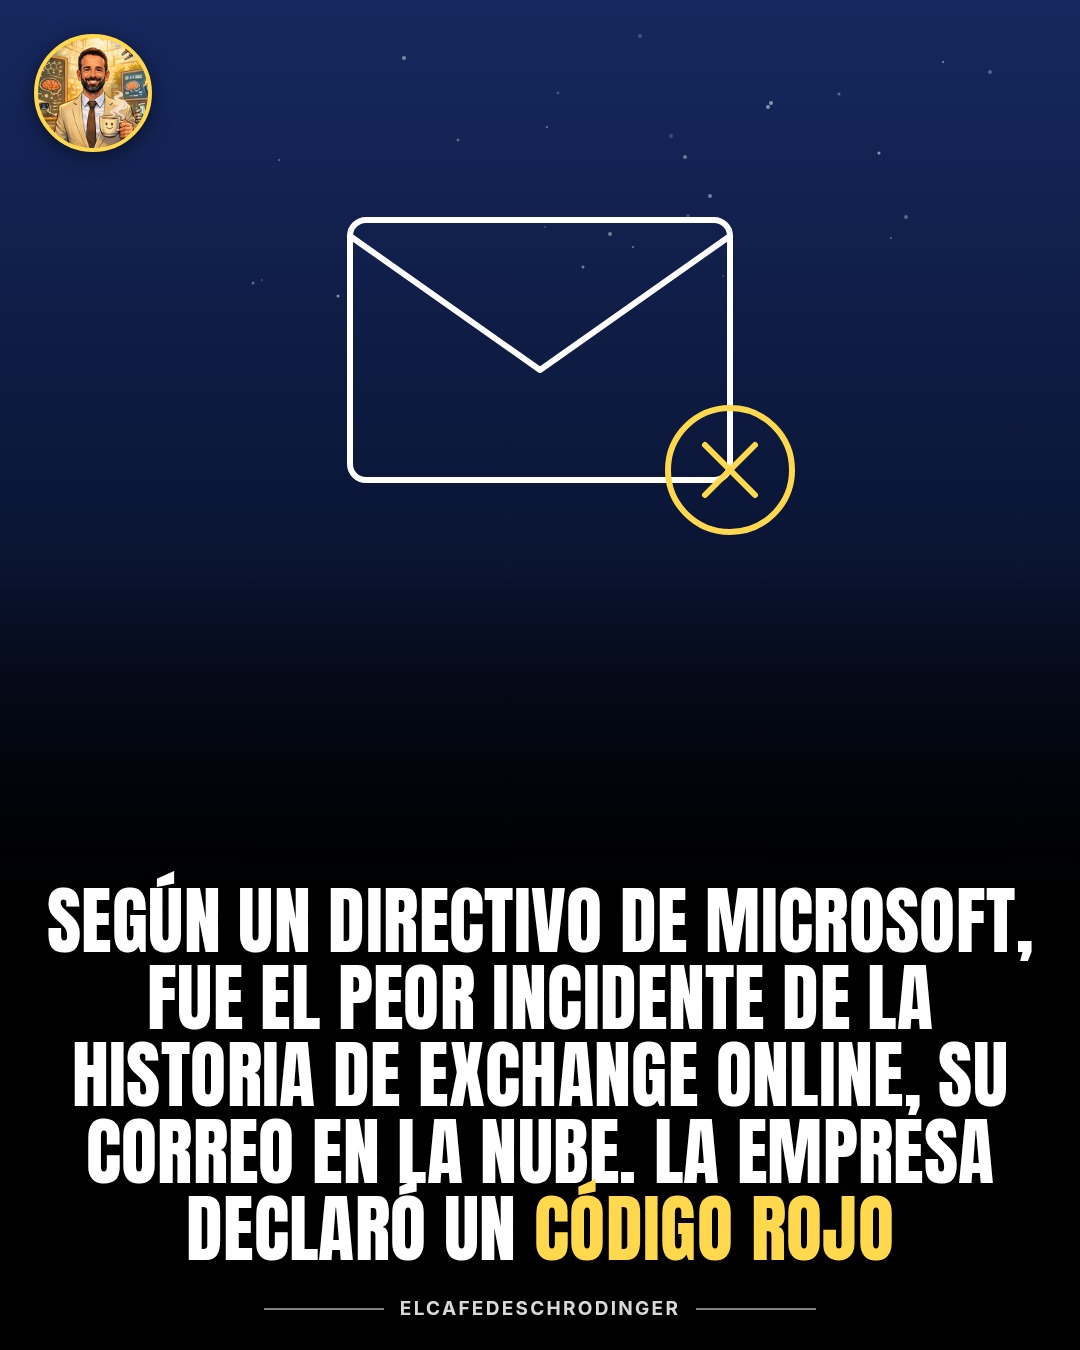 SEGÚN UN DIRECTIVO DE MICROSOFT,
FUE EL PEOR INCIDENTE DE LA
HISTORIA DE EXCHANGE ONLINE, SU
CORREO EN LA NUBE. LA EMPRESA
DECLARÓ UN CÓDIGO ROJO
ELCAFEDESCHRODINGER